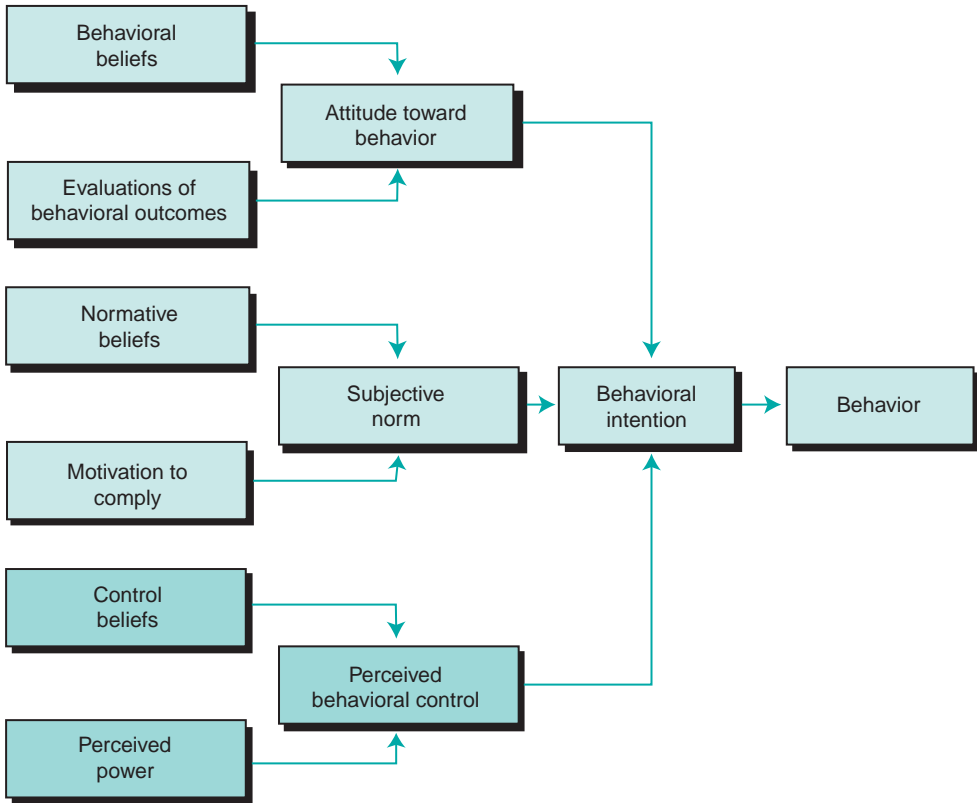 Behavioral
beliefs
Attitude toward
behavior
Evaluations of
behavioral outcomes
Normative
beliefs
Subjective
norm
Behavioral
intention
Behavior
Motivation to
comply
Control
beliefs
Perceived
behavioral control
Perceived
power